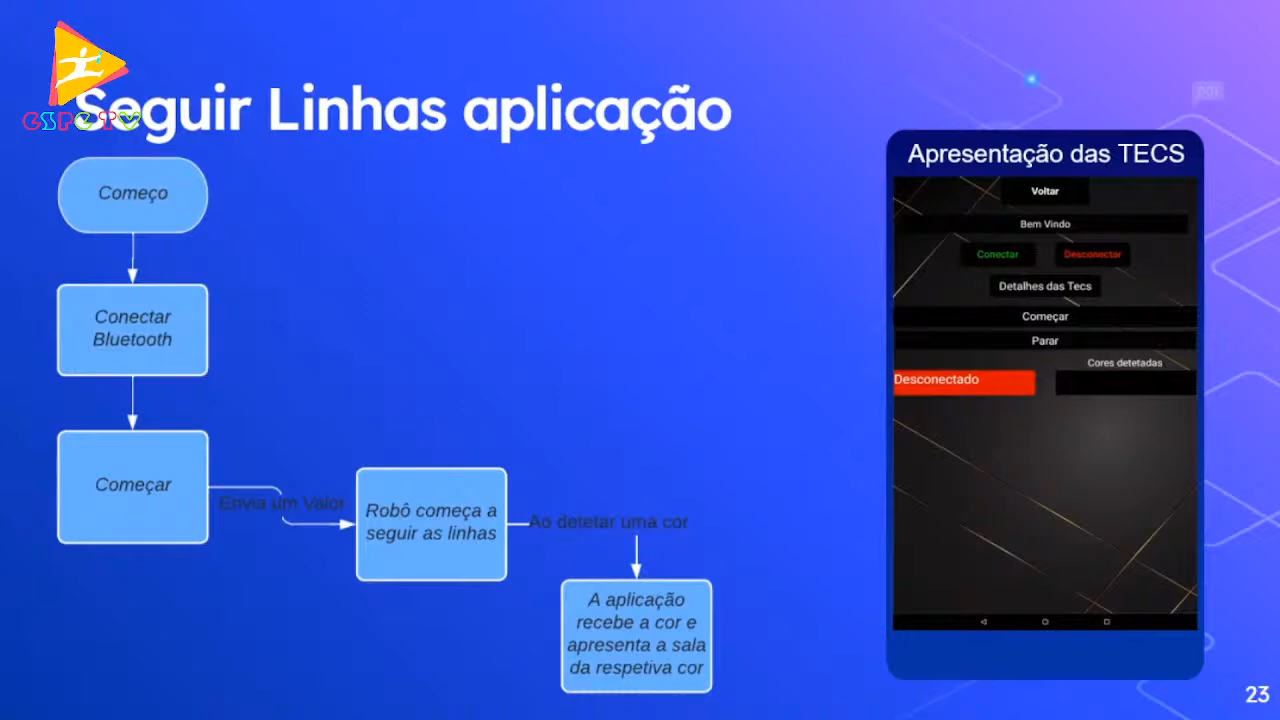 ESPC TV
Seguir Linhas aplicação
Começo
Conectar
Bluetooth
Começar
Envia um Valor
Robô começa a
seguir as linhas
Ao detetar uma cor
A aplicação
recebe a cor e
apresenta a sala
da respetiva cor
Apresentação das TECS
Voltar
Bem Vindo
Conectar
Desconectar
Detalhes das Tecs
Começar
Parar
Cores detetadas
Desconectado
23